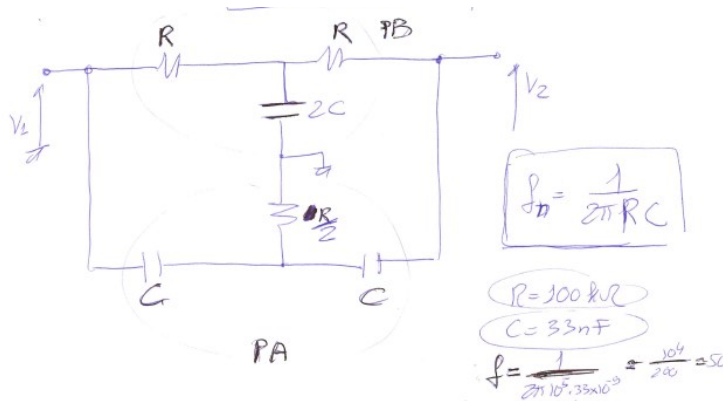 R
R
PB
V1
2C
V2
R/2
C
C
PA
fn = 1/2πRC
R = 100 kΩ
C = 33nF
f = 1/2π10^5.33x10^-9 = 10^4/200 = 50